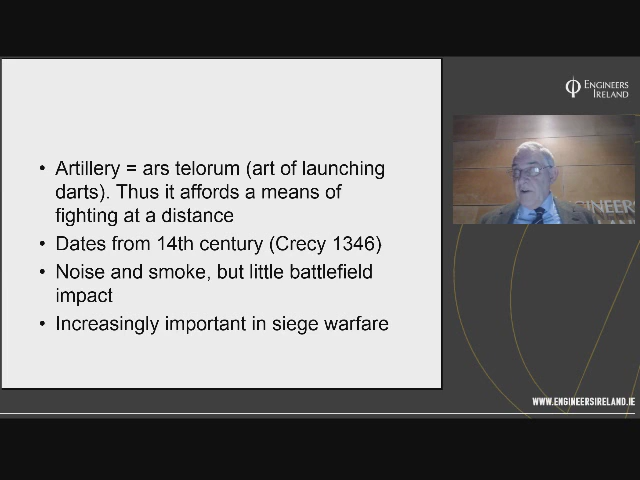 • Artillery = ars telorum (art of launching
darts). Thus it affords a means of
fighting at a distance
• Dates from 14th century (Crecy 1346)
• Noise and smoke, but little battlefield
impact
• Increasingly important in siege warfare
ENGINEERS
IRELAND
WWW.ENGINEERSIRELAND.IE